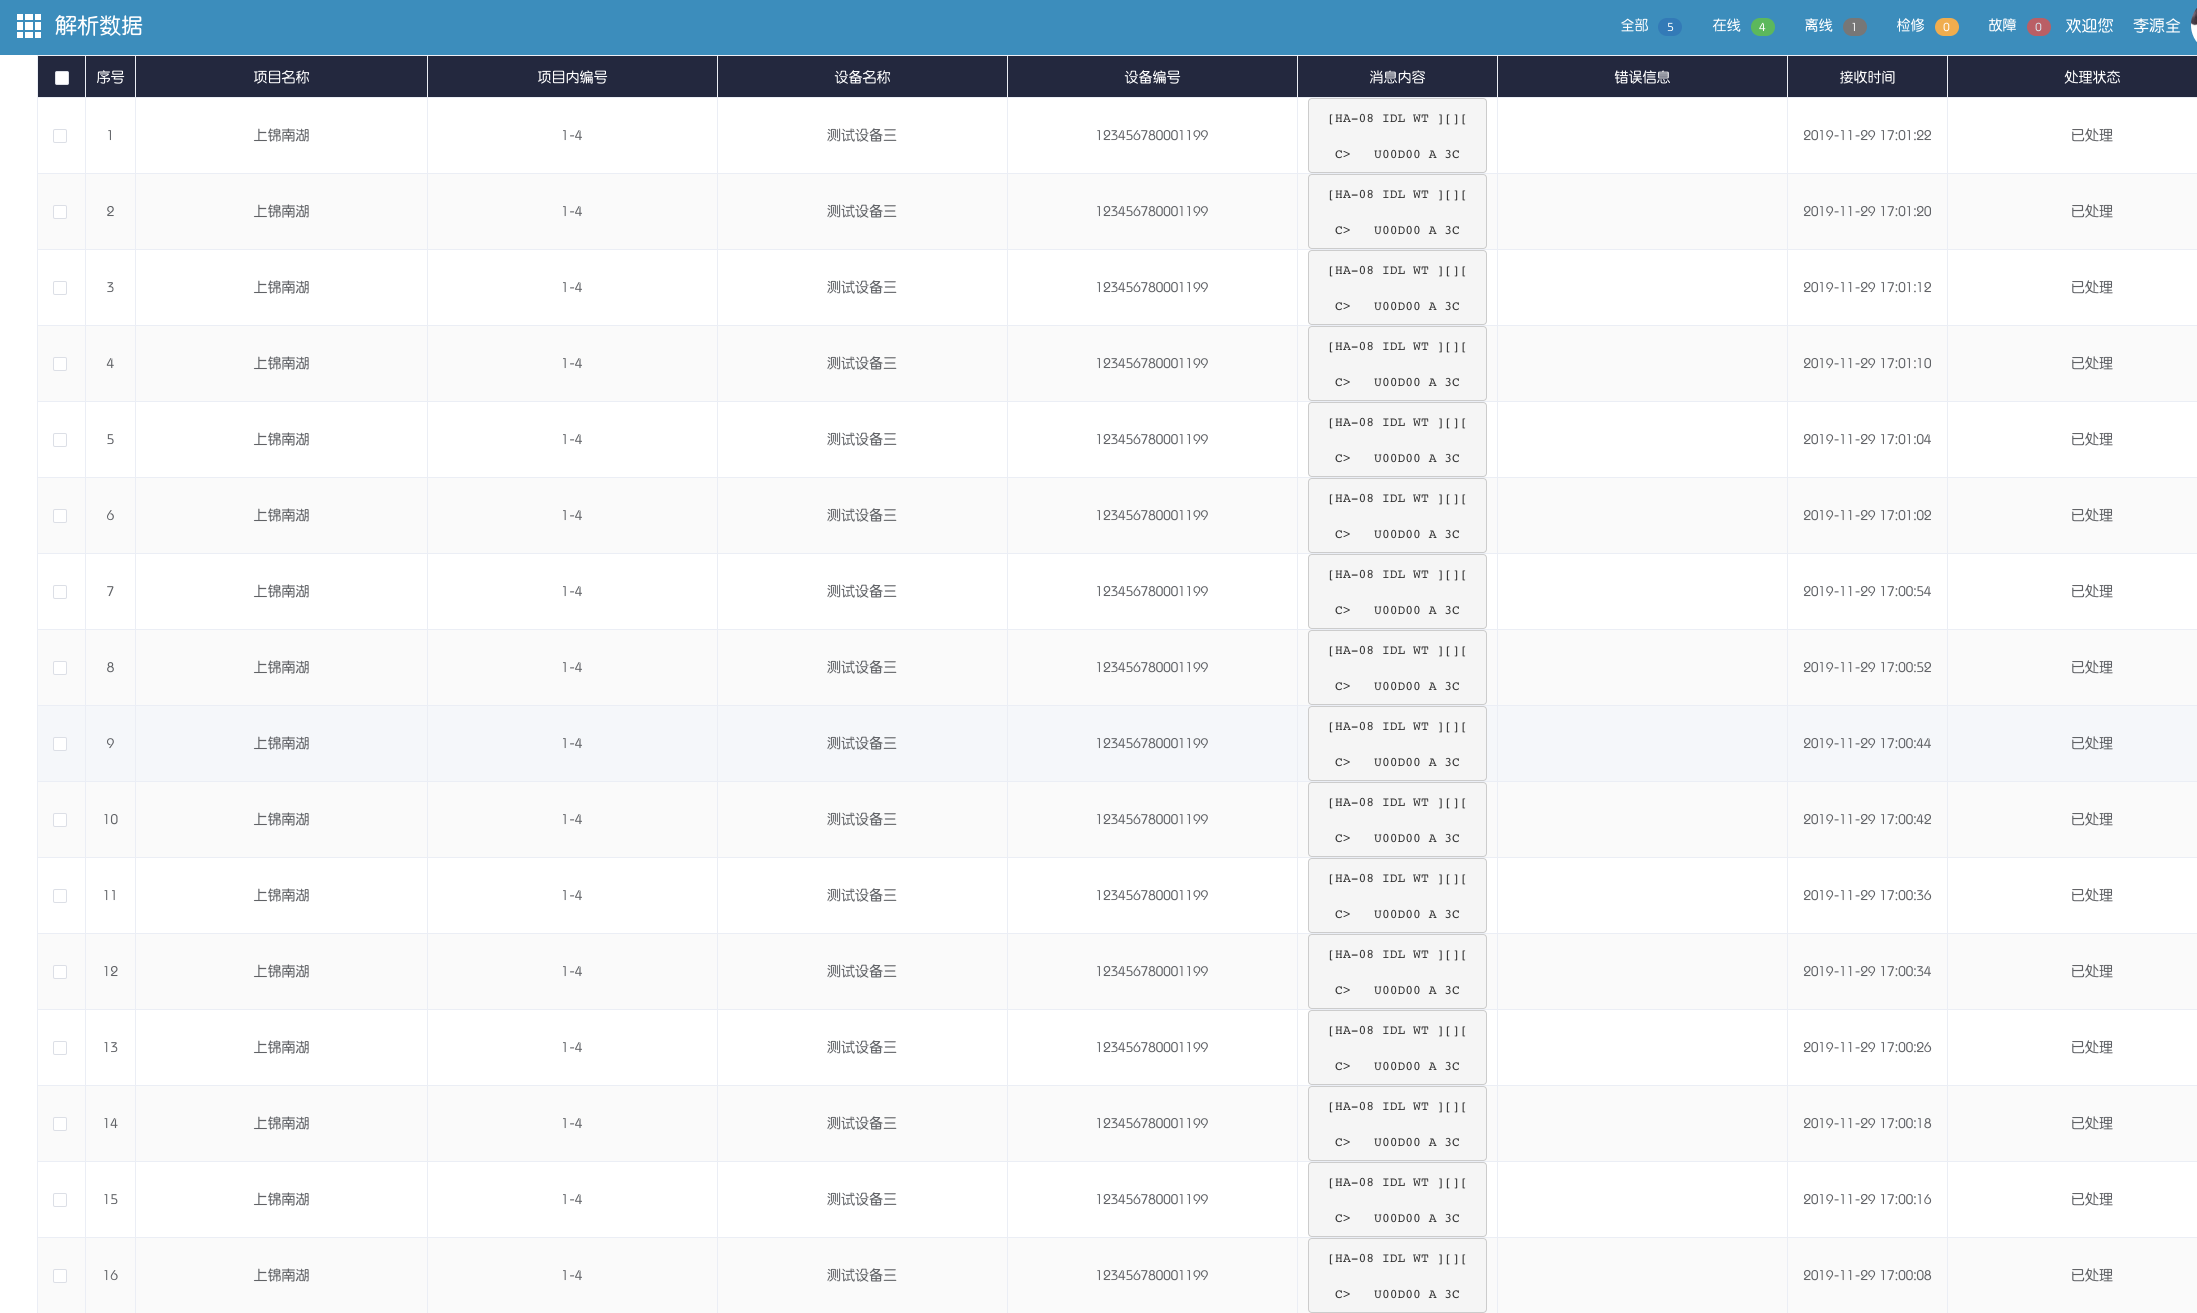 解析数据 全部 5 在线 4 离线 1 检修 0 故障 0 欢迎您 李源全
序号 项目名称 项目内编号 设备名称 设备编号 消息内容 错误信息 接收时间 处理状态
[HA-08 IDL WT ][][
1 上锦南湖 1-4 测试设备三 123456780001199 2019-11-29 17:01:22 已处理
C> U00D00 A 3C
[HA-08 IDL WT ][][
2 上锦南湖 1-4 测试设备三 123456780001199 2019-11-29 17:01:20 已处理
C> U00D00 A 3C
[HA-08 IDL WT ][][
3 上锦南湖 1-4 测试设备三 123456780001199 2019-11-29 17:01:12 已处理
C> U00D00 A 3C
[HA-08 IDL WT ][][
4 上锦南湖 1-4 测试设备三 123456780001199 2019-11-29 17:01:10 已处理
C> U00D00 A 3C
[HA-08 IDL WT ][][
5 上锦南湖 1-4 测试设备三 123456780001199 2019-11-29 17:01:04 已处理
C> U00D00 A 3C
[HA-08 IDL WT ][][
6 上锦南湖 1-4 测试设备三 123456780001199 2019-11-29 17:01:02 已处理
C> U00D00 A 3C
[HA-08 IDL WT ][][
7 上锦南湖 1-4 测试设备三 123456780001199 2019-11-29 17:00:54 已处理
C> U00D00 A 3C
[HA-08 IDL WT ][][
8 上锦南湖 1-4 测试设备三 123456780001199 2019-11-29 17:00:52 已处理
C> U00D00 A 3C
[HA-08 IDL WT ][][
9 上锦南湖 1-4 测试设备三 123456780001199 2019-11-29 17:00:44 已处理
C> U00D00 A 3C
[HA-08 IDL WT ][][
10 上锦南湖 1-4 测试设备三 123456780001199 2019-11-29 17:00:42 已处理
C> U00D00 A 3C
[HA-08 IDL WT ][][
11 上锦南湖 1-4 测试设备三 123456780001199 2019-11-29 17:00:36 已处理
C> U00D00 A 3C
[HA-08 IDL WT ][][
12 上锦南湖 1-4 测试设备三 123456780001199 2019-11-29 17:00:34 已处理
C> U00D00 A 3C
[HA-08 IDL WT ][][
13 上锦南湖 1-4 测试设备三 123456780001199 2019-11-29 17:00:26 已处理
C> U00D00 A 3C
[HA-08 IDL WT ][][
14 上锦南湖 1-4 测试设备三 123456780001199 2019-11-29 17:00:18 已处理
C> U00D00 A 3C
[HA-08 IDL WT ][][
15 上锦南湖 1-4 测试设备三 123456780001199 2019-11-29 17:00:16 已处理
C> U00D00 A 3C
[HA-08 IDL WT ][][
16 上锦南湖 1-4 测试设备三 123456780001199 2019-11-29 17:00:08 已处理
C> U00D00 A 3C